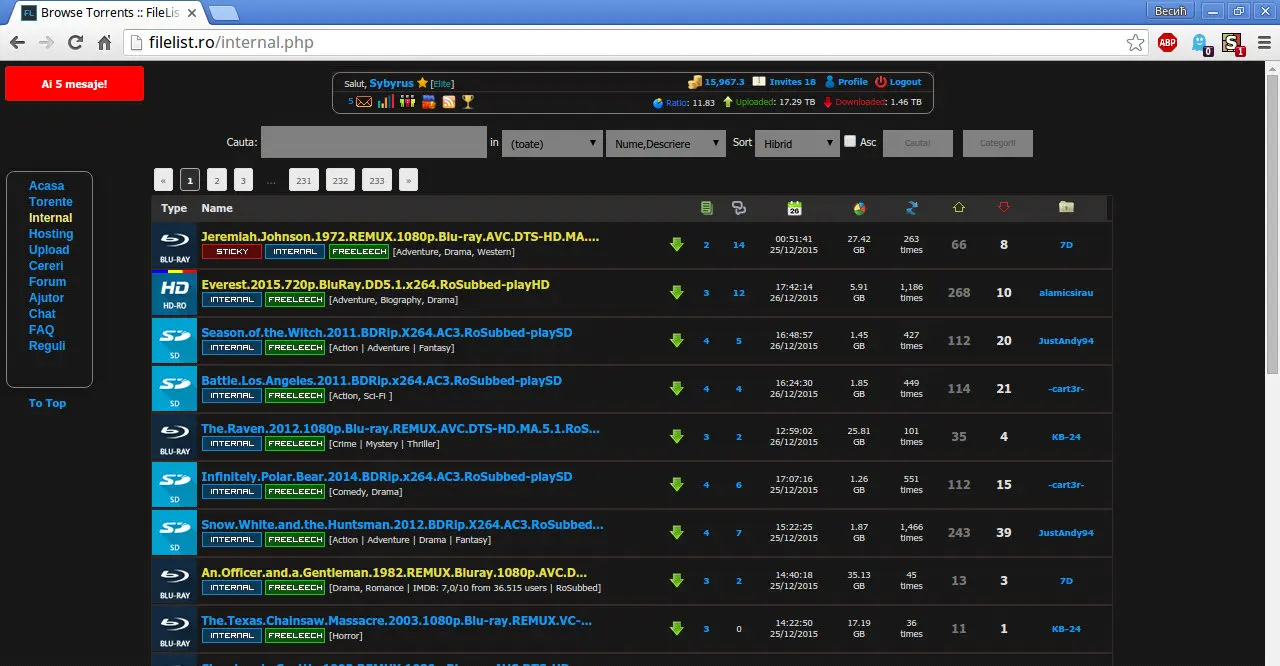 Browse Torrents :: FileLis
Весић
filelist.ro/internal.php
ABP
0
1
Ai 5 mesaje!
Salut, Sybyrus [Elite]
15,967.3 Invites 18 Profile Logout
5
Ratio: 11.83 Uploaded: 17.29 TB Downloaded: 1.46 TB
Cauta: in (toate) Nume,Descriere Sort Hibrid Asc Cauta! Categorii
Acasa
Torente
Internal
Hosting
Upload
Cereri
Forum
Ajutor
Chat
FAQ
Reguli
To Top
« 1 2 3 ... 231 232 233 »
Type Name 26
BLU-RAY
Jeremiah.Johnson.1972.REMUX.1080p.Blu-ray.AVC.DTS-HD.MA....
STICKY INTERNAL FREELEECH [Adventure, Drama, Western]
2 14 00:51:41 25/12/2015 27.42 GB 263 times 66 8 7D
HD HD-RO
Everest.2015.720p.BluRay.DD5.1.x264.RoSubbed-playHD
INTERNAL FREELEECH [Adventure, Biography, Drama]
3 12 17:42:14 26/12/2015 5.91 GB 1,186 times 268 10 alamicsirau
SD SD
Season.of.the.Witch.2011.BDRip.X264.AC3.RoSubbed-playSD
INTERNAL FREELEECH [Action | Adventure | Fantasy]
4 5 16:48:57 26/12/2015 1.45 GB 427 times 112 20 JustAndy94
SD SD
Battle.Los.Angeles.2011.BDRip.x264.AC3.RoSubbed-playSD
INTERNAL FREELEECH [Action, Sci-Fi ]
4 4 16:24:30 26/12/2015 1.85 GB 449 times 114 21 -cart3r-
BLU-RAY
The.Raven.2012.1080p.Blu-ray.REMUX.AVC.DTS-HD.MA.5.1.RoS...
INTERNAL FREELEECH [Crime | Mystery | Thriller]
3 2 12:59:02 26/12/2015 25.81 GB 101 times 35 4 KB-24
SD SD
Infinitely.Polar.Bear.2014.BDRip.x264.AC3.RoSubbed-playSD
INTERNAL FREELEECH [Comedy, Drama]
4 6 17:07:16 25/12/2015 1.26 GB 551 times 112 15 -cart3r-
SD SD
Snow.White.and.the.Huntsman.2012.BDRip.X264.AC3.RoSubbed...
INTERNAL FREELEECH [Action | Adventure | Drama | Fantasy]
4 7 15:22:25 25/12/2015 1.87 GB 1,466 times 243 39 JustAndy94
BLU-RAY
An.Officer.and.a.Gentleman.1982.REMUX.Bluray.1080p.AVC.D...
INTERNAL FREELEECH [Drama, Romance | IMDB: 7,0/10 from 36.515 users | RoSubbed]
3 2 14:40:18 25/12/2015 35.13 GB 45 times 13 3 7D
BLU-RAY
The.Texas.Chainsaw.Massacre.2003.1080p.Blu-ray.REMUX.VC-...
INTERNAL FREELEECH [Horror]
3 0 14:22:50 25/12/2015 17.19 GB 36 times 11 1 KB-24